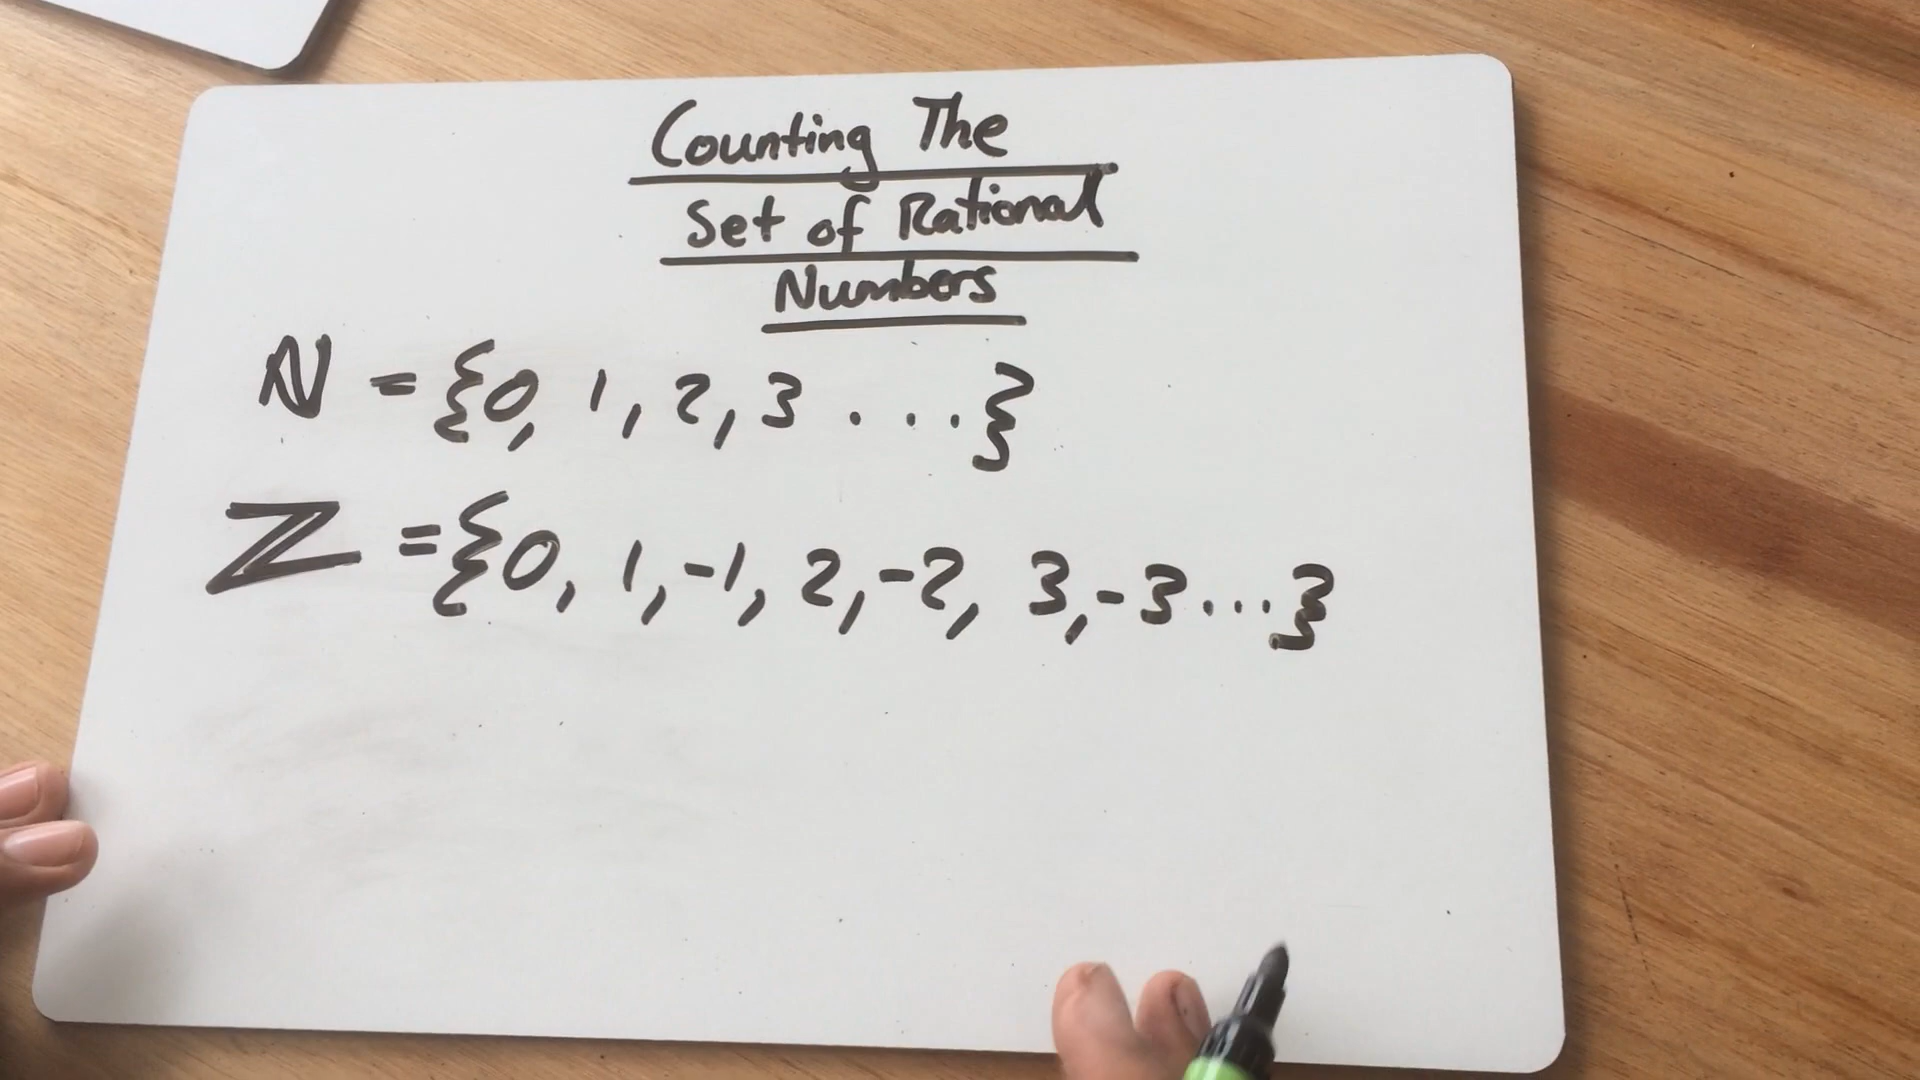 Counting The
Set of Rational
Numbers
ℕ = {0, 1, 2, 3 ....}
ℤ = {0, 1, -1, 2, -2, 3, -3...}